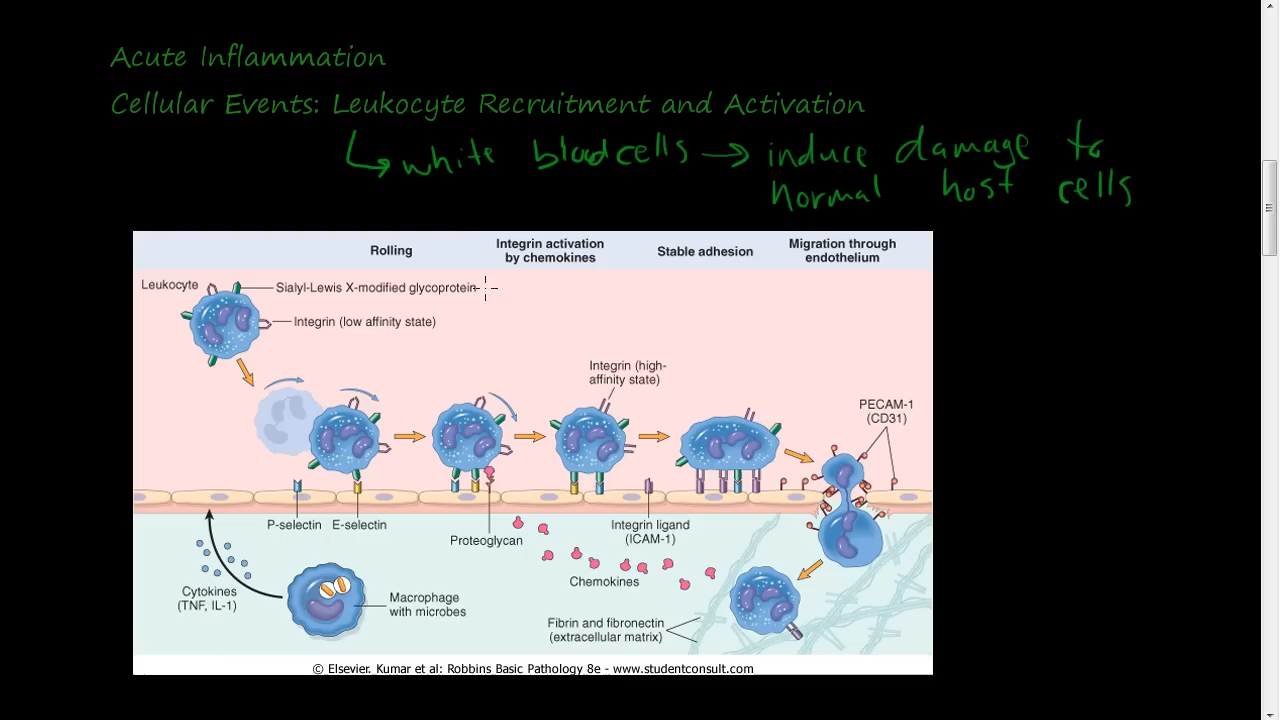 Acute Inflammation
Cellular Events: Leukocyte Recruitment and Activation
white blood cells → induce damage to
normal host cells
Rolling
Integrin activation
by chemokines
Stable adhesion
Migration through
endothelium
Leukocyte
Sialyl-Lewis X-modified glycoprotein
Integrin (low affinity state)
Integrin (high-
affinity state)
PECAM-1
(CD31)
P-selectin
E-selectin
Proteoglycan
Integrin ligand
(ICAM-1)
Chemokines
Cytokines
(TNF, IL-1)
Macrophage
with microbes
Fibrin and fibronectin
(extracellular matrix)
© Elsevier. Kumar et al: Robbins Basic Pathology 8e - www.studentconsult.com